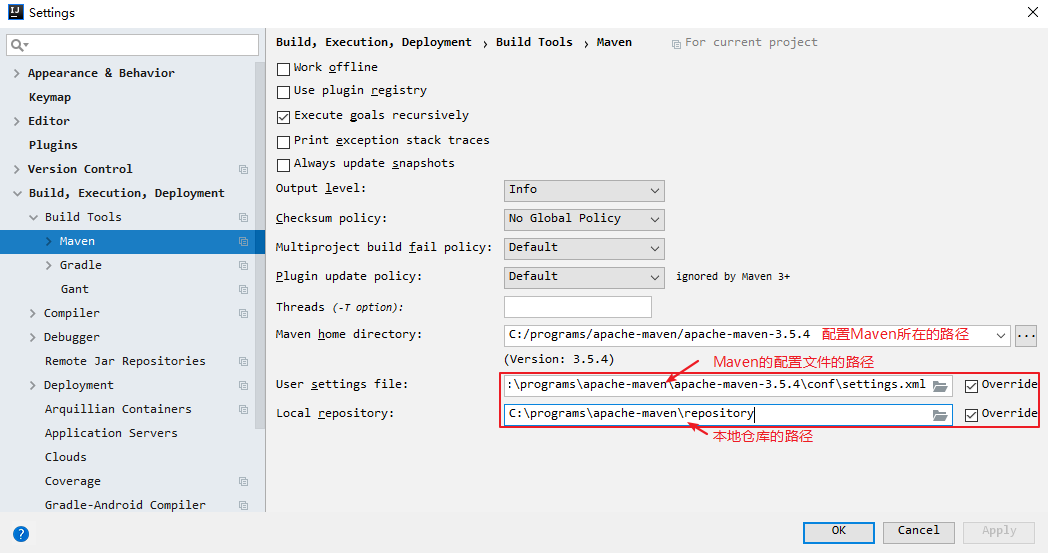 Settings
Build, Execution, Deployment › Build Tools › Maven For current project
Appearance & Behavior
Keymap
Editor
Plugins
Version Control
Build, Execution, Deployment
Build Tools
Maven
Gradle
Gant
Compiler
Debugger
Remote Jar Repositories
Deployment
Arquillian Containers
Application Servers
Clouds
Coverage
Gradle-Android Compiler
Work offline
Use plugin registry
Execute goals recursively
Print exception stack traces
Always update snapshots
Output level: Info
Checksum policy: No Global Policy
Multiproject build fail policy: Default
Plugin update policy: Default ignored by Maven 3+
Threads (-T option):
Maven home directory: C:/programs/apache-maven/apache-maven-3.5.4 配置Maven所在的路径 ...
(Version: 3.5.4) Maven的配置文件的路径
User settings file: :\programs\apache-maven\apache-maven-3.5.4\conf\settings.xml Override
Local repository: C:\programs\apache-maven\repository Override
本地仓库的路径
? OK Cancel Apply